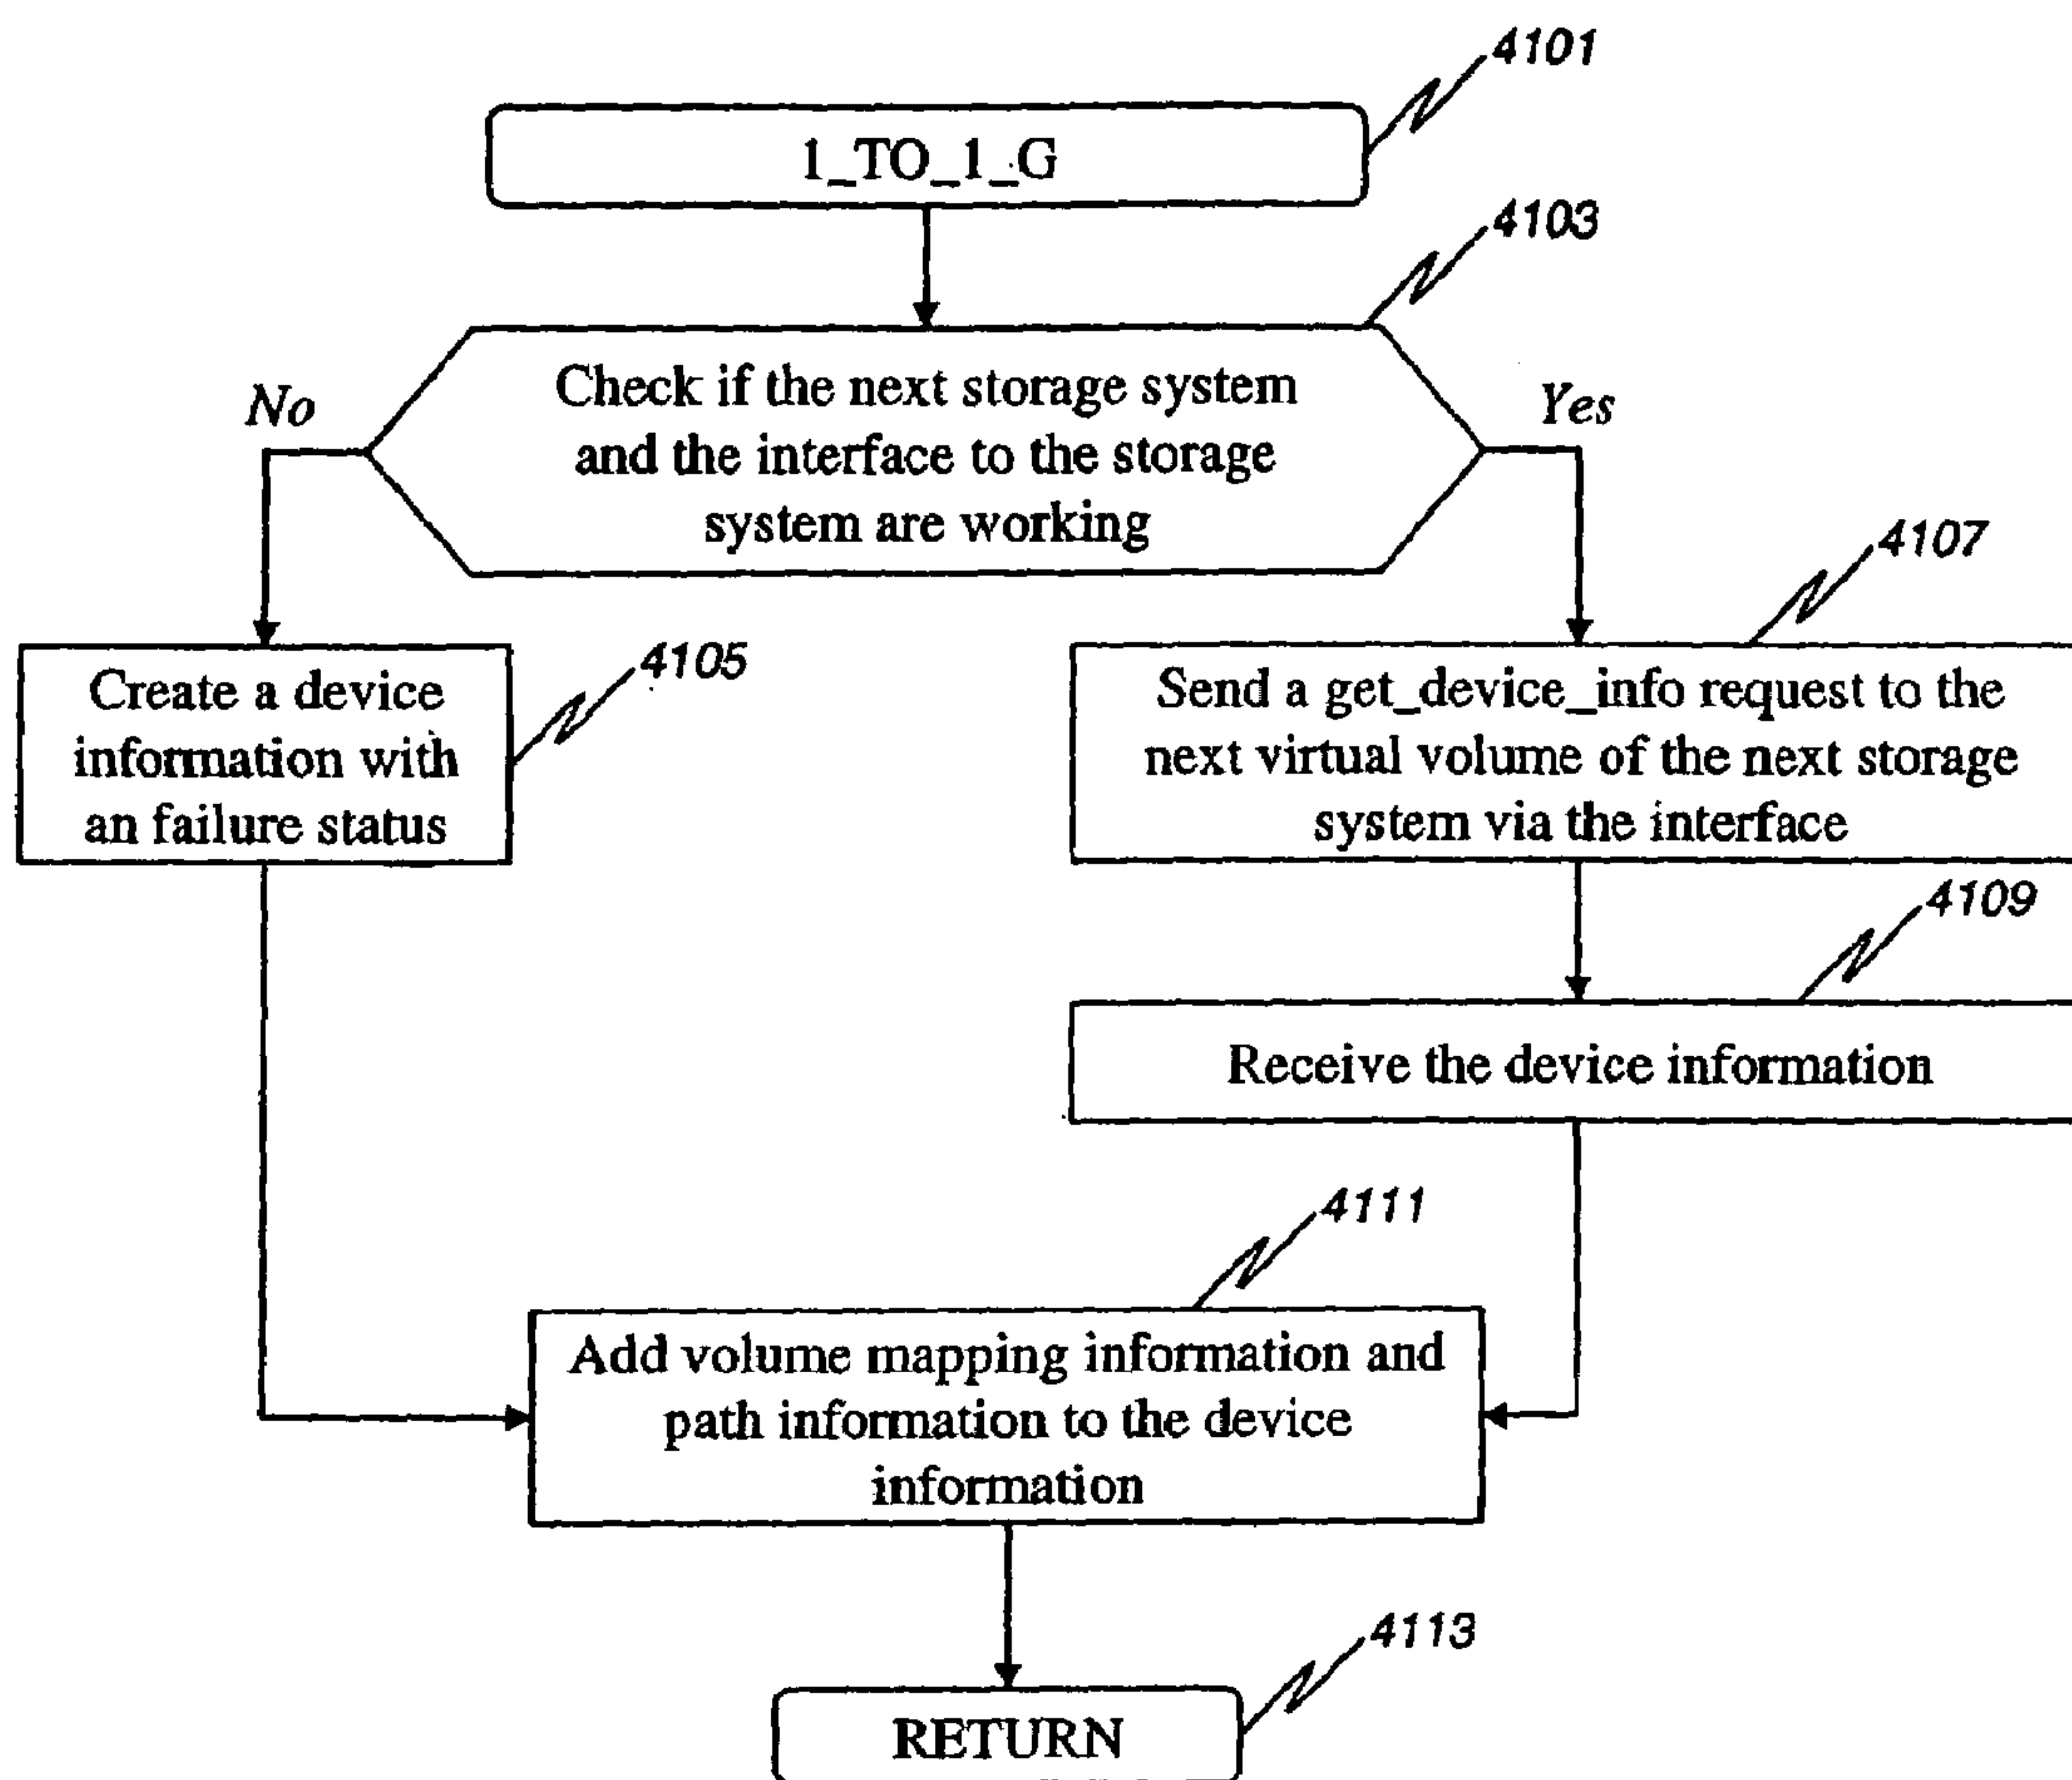 4101
1_TO_1_G
4103
Check if the next storage system
and the interface to the storage
system are working
No
Yes
4107
4105
Create a device
information with
an failure status
Send a get_device_info request to the
next virtual volume of the next storage
system via the interface
4109
Receive the device information
4111
Add volume mapping information and
path information to the device
information
4113
RETURN